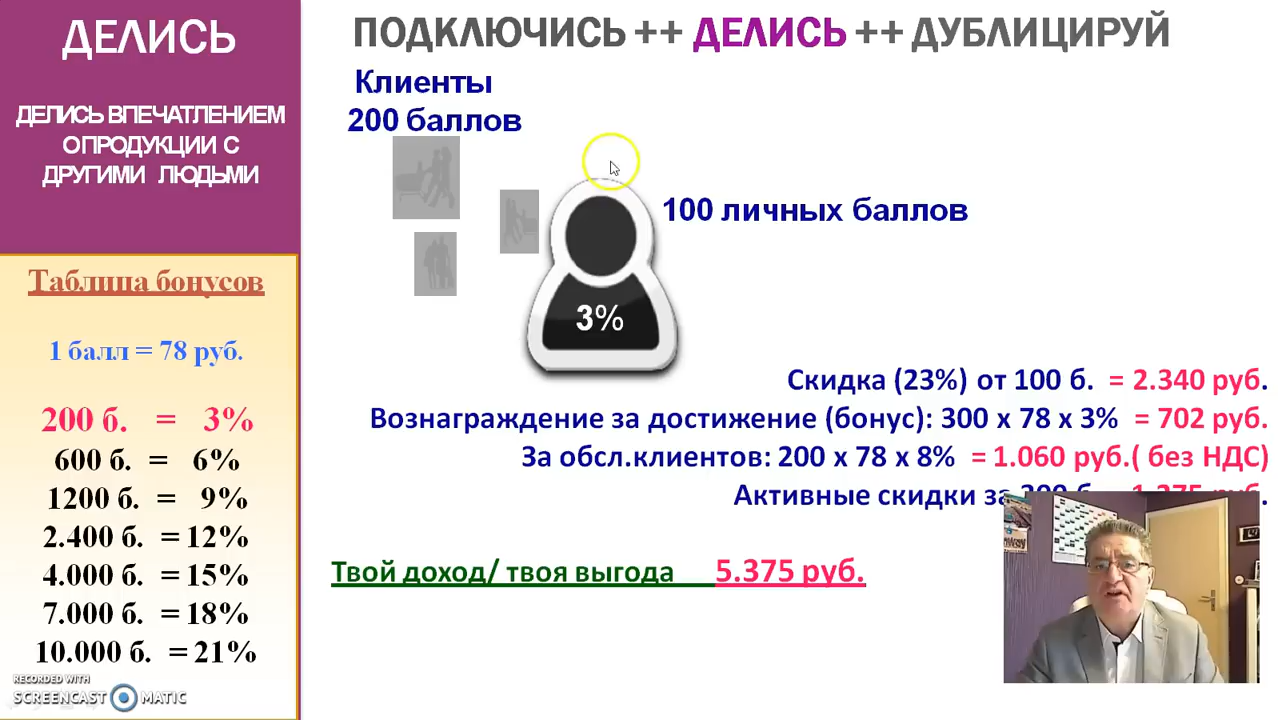 ДЕЛИСЬ
ДЕЛИСЬ ВПЕЧАТЛЕНИЕМ
О ПРОДУКЦИИ С
ДРУГИМИ ЛЮДЬМИ
Таблица бонусов
1 балл = 78 руб.
200 б. = 3%
600 б. = 6%
1200 б. = 9%
2.400 б. = 12%
4.000 б. = 15%
7.000 б. = 18%
10.000 б. = 21%
RECORDED WITH
SCREENCAST MATIC
ПОДКЛЮЧИСЬ ++ ДЕЛИСЬ ++ ДУБЛИЦИРУЙ
Клиенты
200 баллов
100 личных баллов
3%
Скидка (23%) от 100 б. = 2.340 руб.
Вознаграждение за достижение (бонус): 300 х 78 х 3% = 702 руб.
За обсл.клиентов: 200 х 78 х 8% = 1.060 руб.( без НДС)
Активные скидки за
Твой доход/ твоя выгода 5.375 руб.